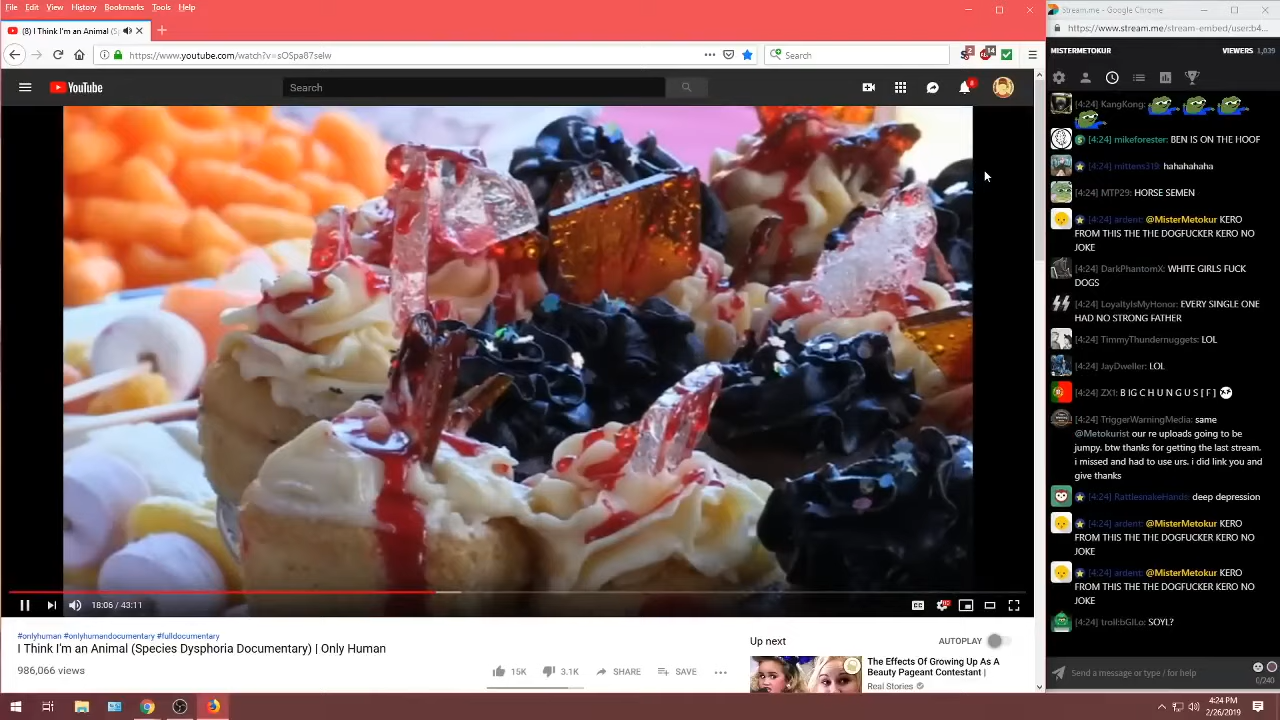 File Edit View History Bookmarks Tools Help
(8) I Think I'm an Animal (S
https://www.youtube.com/watch?v=sOSpa87selw
Search
2
14
YouTube
Search
8
18:06 / 43:11
CC
HD
#onlyhuman #onlyhumandocumentary #fulldocumentary
I Think I'm an Animal (Species Dysphoria Documentary) | Only Human
986,066 views
15K
3.1K
SHARE
SAVE
Up next
AUTOPLAY
The Effects Of Growing Up As A
Beauty Pageant Contestant |
Real Stories
Stream.me - Google Chrome
https://www.stream.me/stream-embed/user:b4...
MISTERMETOKUR
VIEWERS 1,039
[4:24] KangKong:
[4:24] mikeforester: BEN IS ON THE HOOF
[4:24] mittens319: hahahahaha
[4:24] MTP29: HORSE SEMEN
[4:24] ardent: @MisterMetokur KERO
FROM THIS THE THE DOGFUCKER KERO NO
JOKE
[4:24] DarkPhantomX: WHITE GIRLS FUCK
DOGS
[4:24] LoyaltyIsMyHonor: EVERY SINGLE ONE
HAD NO STRONG FATHER
[4:24] TimmyThundernuggets: LOL
[4:24] JayDweller: LOL
[4:24] ZX1: B I G C H U N G U S [ F ]
[4:24] TriggerWarningMedia: same
@Metokurist our re uploads going to be
jumpy. btw thanks for getting the last stream.
i missed and had to use urs. i did link you and
give thanks
[4:24] RattlesnakeHands: deep depression
[4:24] ardent: @MisterMetokur KERO
FROM THIS THE THE DOGFUCKER KERO NO
JOKE
[4:24] ardent: @MisterMetokur KERO
FROM THIS THE THE DOGFUCKER KERO NO
JOKE
[4:24] SOYL?
Send a message or type / for help
0/240
4:24 PM
2/26/2019